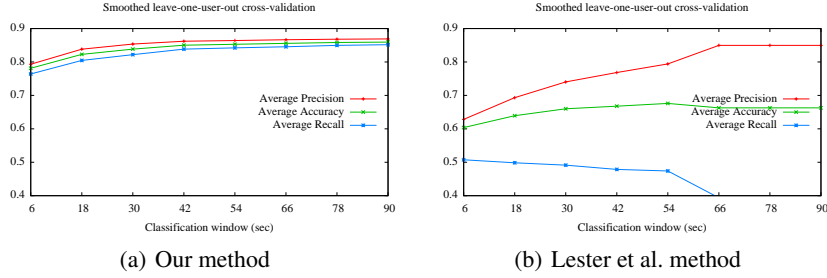 Smoothed leave-one-user-out cross-validation
0.9
0.8
0.7
0.6
0.5
0.4
Average Precision
Average Accuracy
Average Recall
6 18 30 42 54 66 78 90
Classification window (sec)
(a) Our method
Smoothed leave-one-user-out cross-validation
0.9
0.8
0.7
0.6
0.5
0.4
Average Precision
Average Accuracy
Average Recall
6 18 30 42 54 66 78 90
Classification window (sec)
(b) Lester et al. method